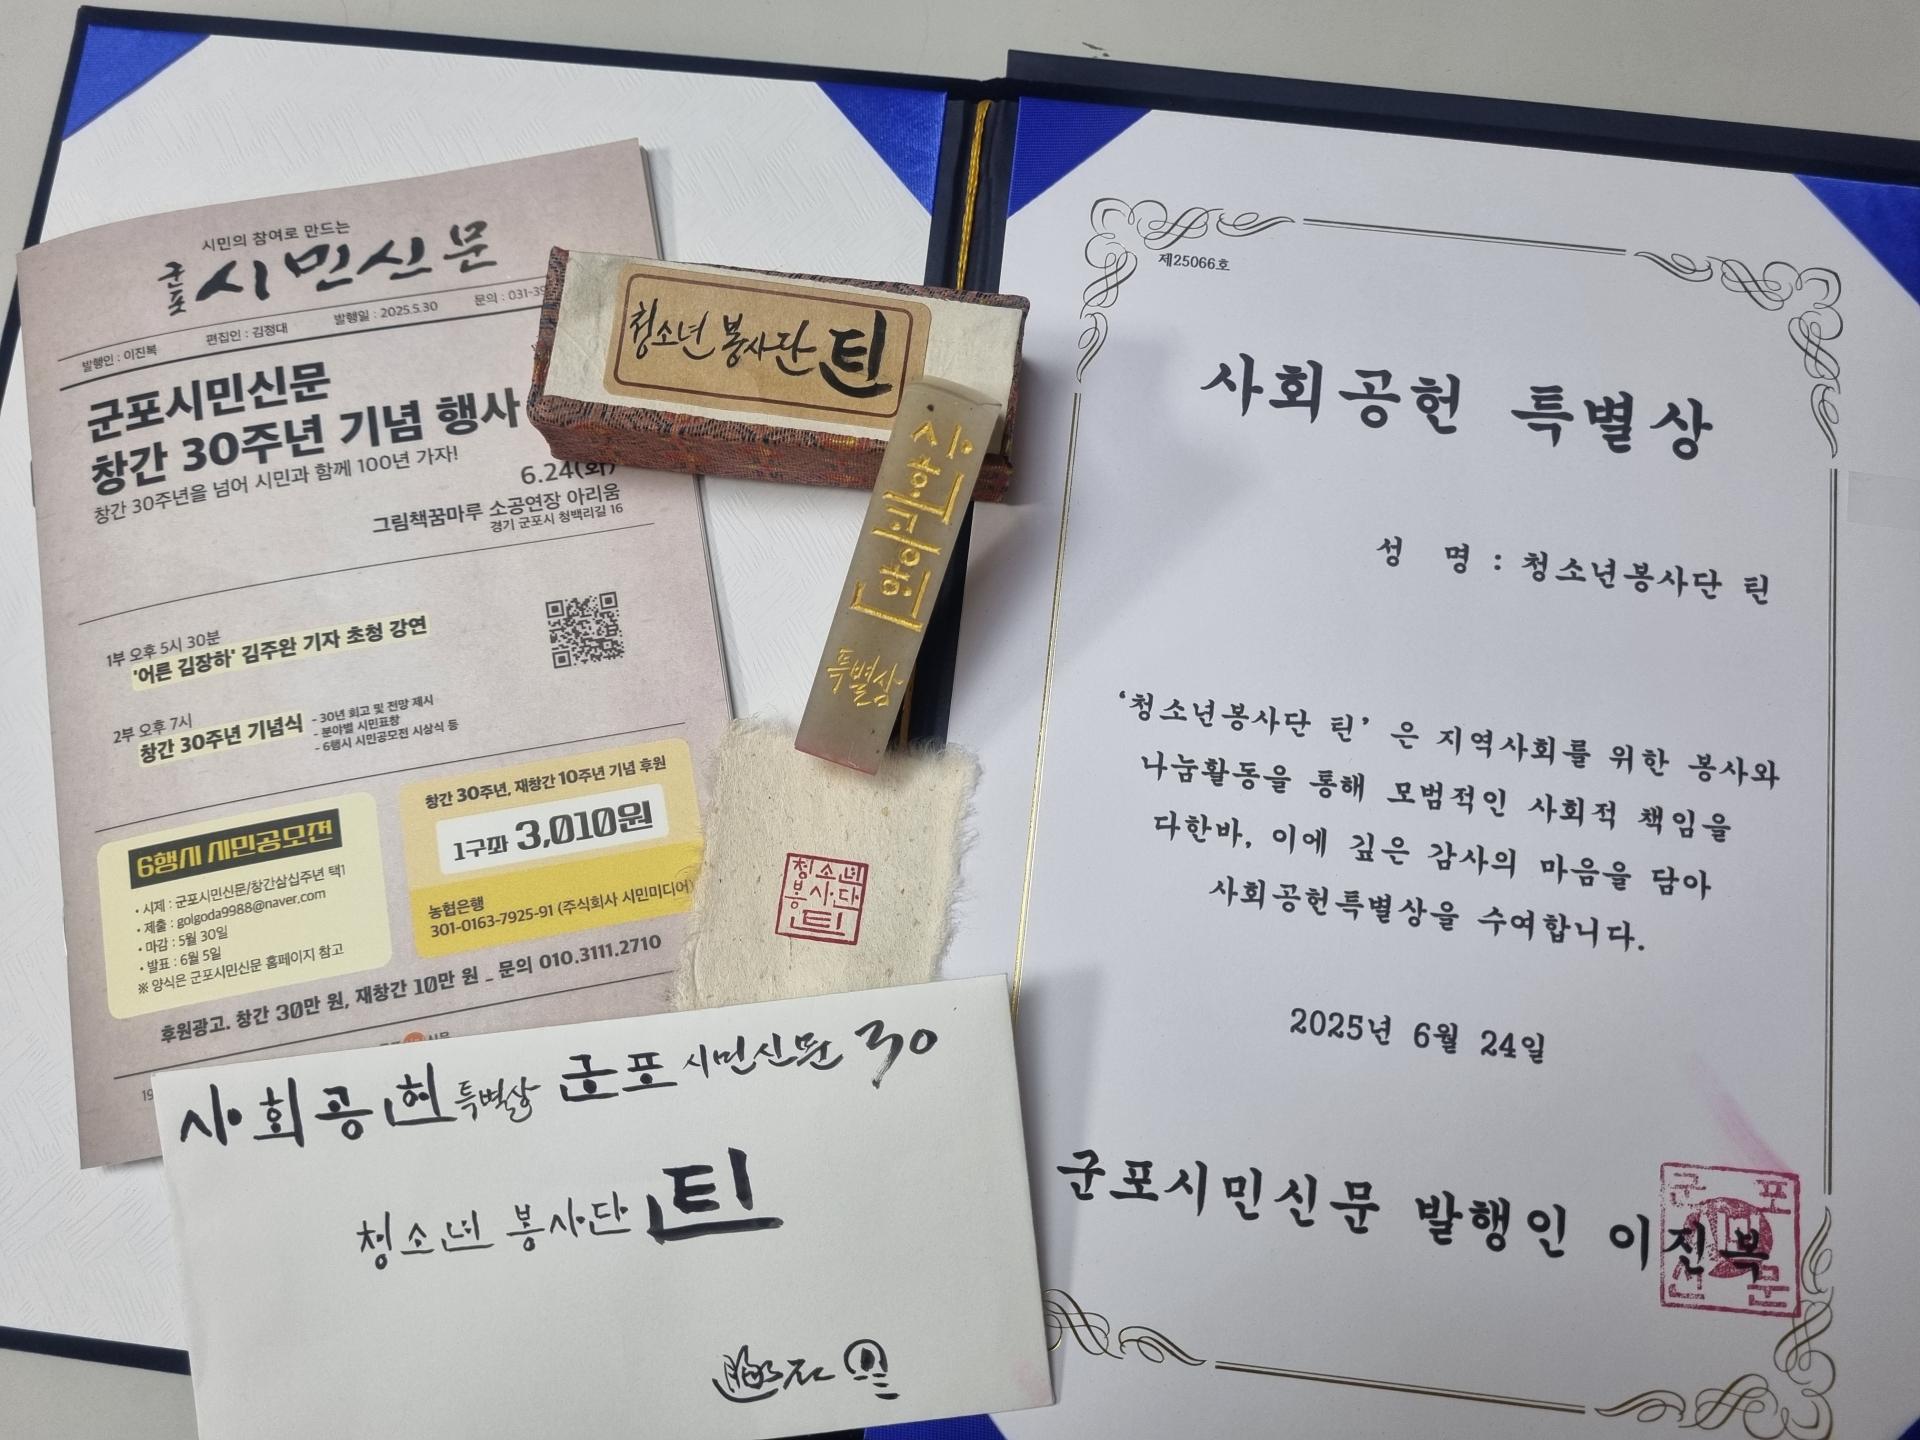 시민의 참여로 만드는
군포 시민신문
발행인 : 이진복 편집인 : 김정대 발행일 : 2025.5.30 문의 : 031-39
군포시민신문
창간 30주년 기념 행사
창간 30주년을 넘어 시민과 함께 100년 가자!
6.24(화)
그림책꿈마루 소공연장 아리움
경기 군포시 청백리길 16
1부 오후 5시 30분
'어른 김장하' 김주완 기자 초청 강연
2부 오후 7시
창간 30주년 기념식
- 30년 회고 및 전망 제시
- 분야별 시민표창
- 6행시 시민공모전 시상식 등
6행시 시민공모전
• 시제 : 군포시민신문/창간삼십주년 택1
• 제출 : golgoda9988@naver.com
• 마감 : 5월 30일
• 발표 : 6월 5일
※ 양식은 군포시민신문 홈페이지 참고
창간 30주년, 재창간 10주년 기념 후원
1구좌 3,010원
농협은행
301-0163-7925-91 (주식회사 시민미디어)
후원광고. 창간 30만 원, 재창간 10만 원 _ 문의 010.3111.2710
19
청소년 봉사단 틴
사회공헌
특별상
청소년
봉사단
틴
사회공헌 특별상 군포 시민신문 30
청소년 봉사단 틴
제25066호
사회공헌 특별상
성 명 : 청소년봉사단 틴
'청소년봉사단 틴' 은 지역사회를 위한 봉사와
나눔활동을 통해 모범적인 사회적 책임을
다한바, 이에 깊은 감사의 마음을 담아
사회공헌특별상을 수여합니다.
2025년 6월 24일
군포시민신문 발행인 이진복
군포
신문